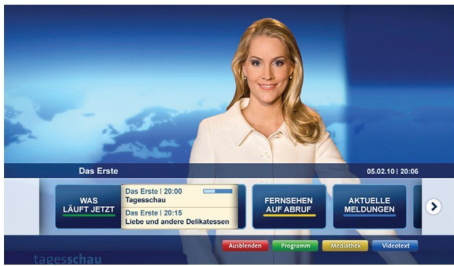 Das Erste
05.02.10 | 20:06
WAS
LÄUFT JETZT
Das Erste | 20:00
Tagesschau
Das Erste | 20:15
Liebe und andere Delikatessen
FERNSEHEN
AUF ABRUF
AKTUELLE
MELDUNGEN
Ausblenden
Programm
Mediathek
Videotext
tagesschau